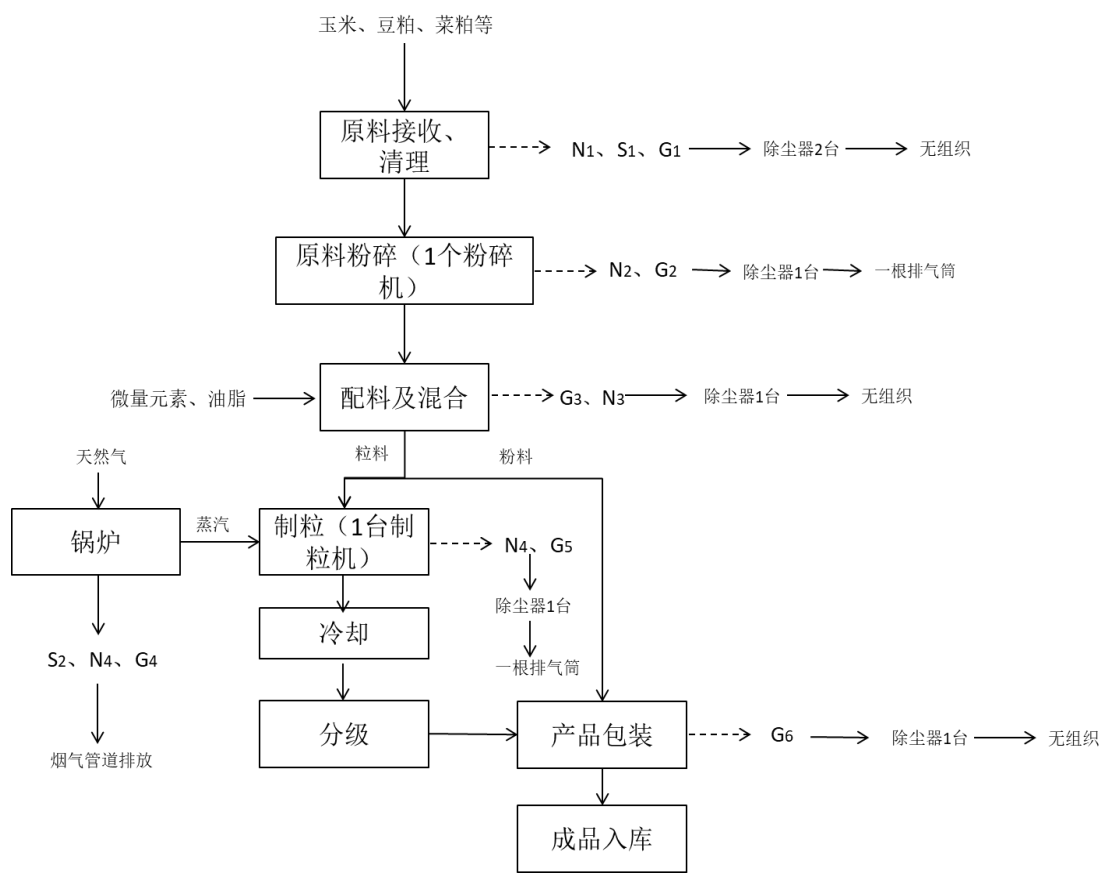 玉米、豆粕、菜粕等
原料接收、
清理
N1、S1、G1
除尘器2台
无组织
原料粉碎（1个粉碎
机）
N2、G2
除尘器1台
一根排气筒
微量元素、油脂
配料及混合
G3、N3
除尘器1台
无组织
粒料
粉料
天然气
锅炉
蒸汽
制粒（1台制
粒机）
N4、G5
除尘器1台
一根排气筒
冷却
S2、N4、G4
烟气管道排放
分级
产品包装
G6
除尘器1台
无组织
成品入库